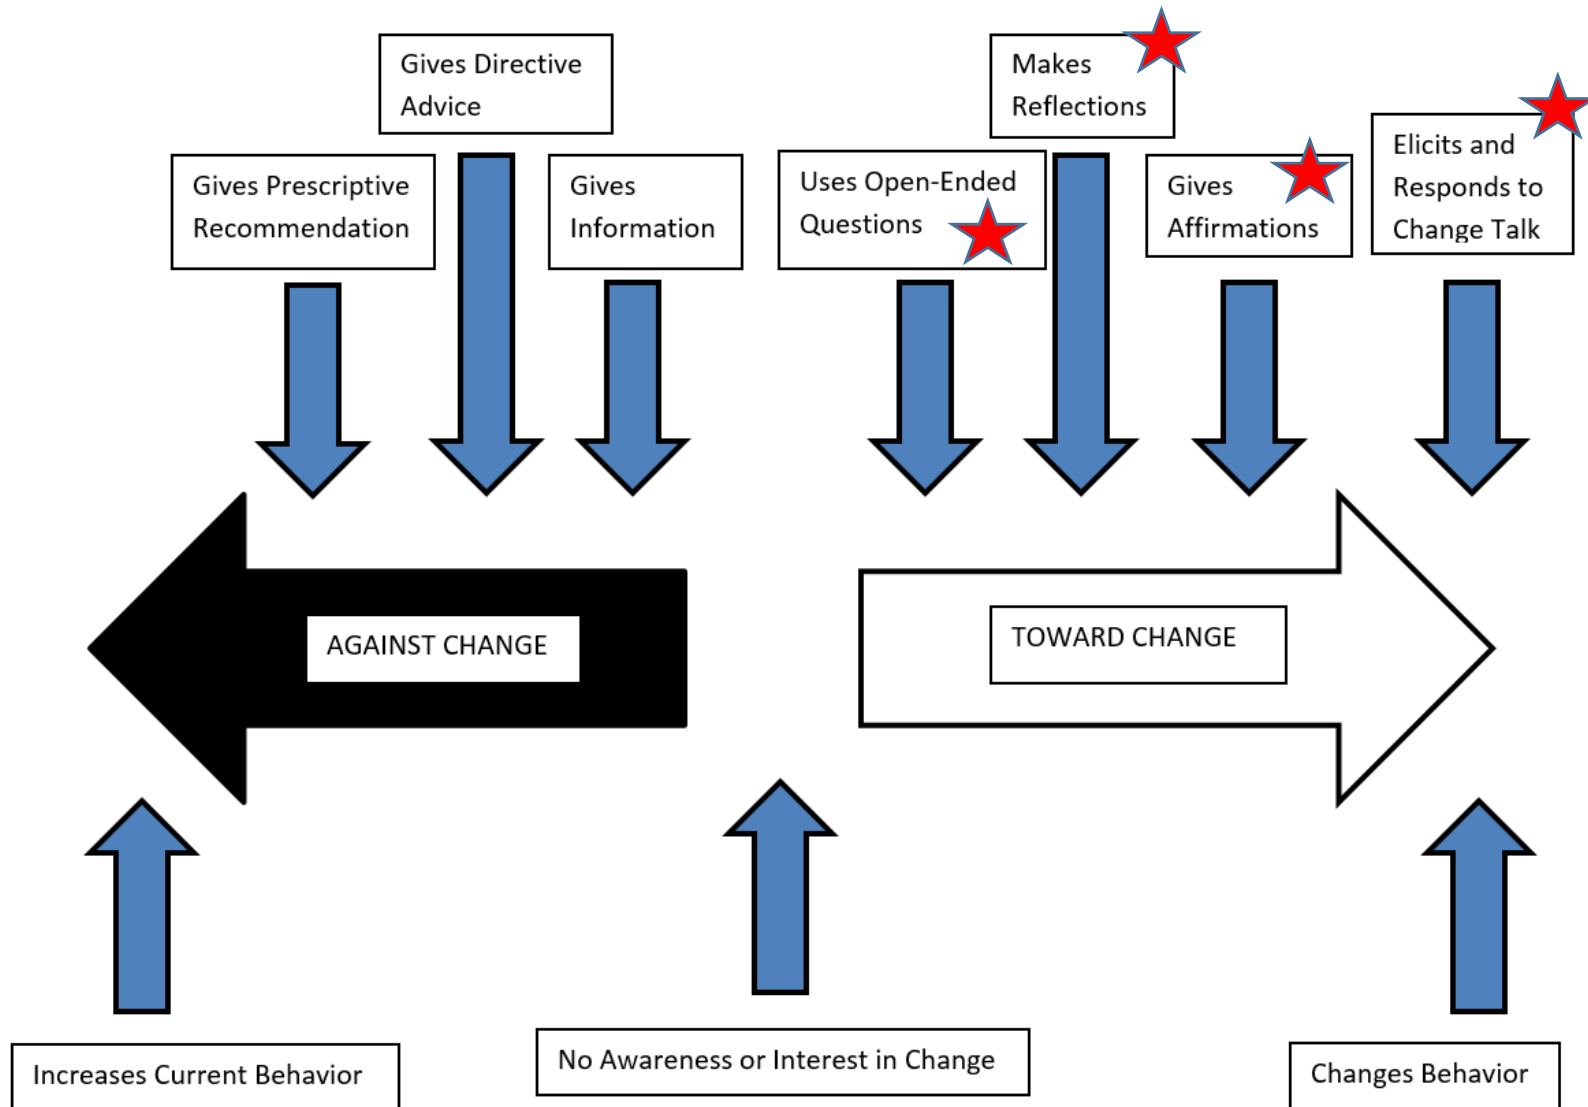 Gives Directive
Advice
Makes
Reflections
Gives Prescriptive
Recommendation
Gives
Information
Uses Open-Ended
Questions
Gives
Affirmations
Elicits and
Responds to
Change Talk
AGAINST CHANGE
TOWARD CHANGE
Increases Current Behavior
No Awareness or Interest in Change
Changes Behavior